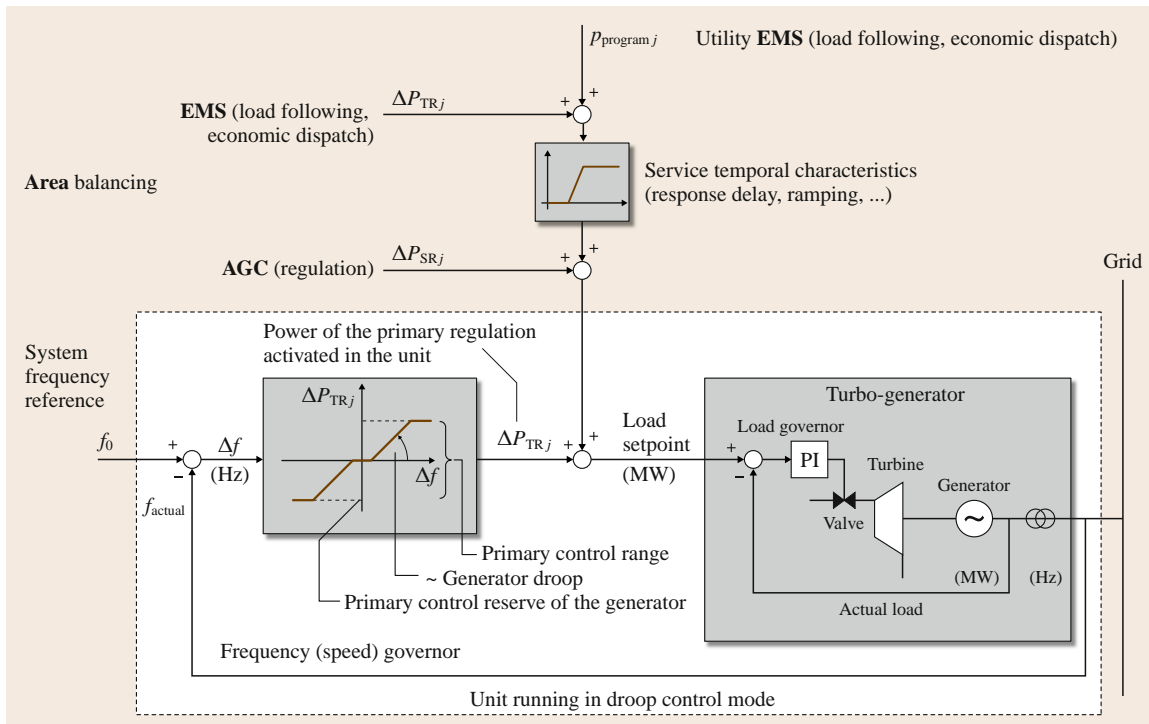 p_program j
Utility EMS (load following, economic dispatch)
+ +
EMS (load following,
economic dispatch)
ΔP_TR j
Service temporal characteristics
(response delay, ramping, ...)
Area balancing
+ +
AGC (regulation)
ΔP_SR j
Grid
Power of the primary regulation
activated in the unit
System
frequency
reference
ΔP_TR j
Δf
Turbo-generator
f_0
+
−
Δf
(Hz)
ΔP_TR j
+ +
Load
setpoint
(MW)
+
−
Load governor
PI
Turbine
Valve
Generator
~
f_actual
(MW)
(Hz)
Actual load
Primary control range
~ Generator droop
Primary control reserve of the generator
Frequency (speed) governor
Unit running in droop control mode